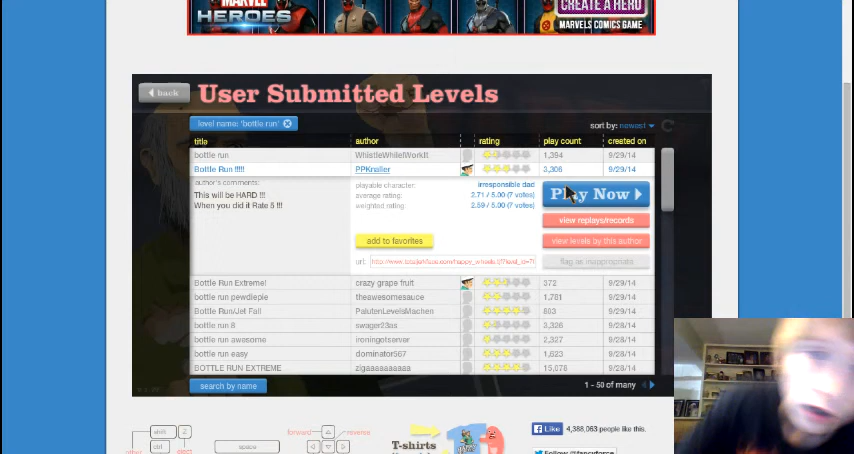 MARVEL
HEROES
CREATE A HERO
MARVELS COMICS GAME
back
User Submitted Levels
level name: 'bottle run'
sort by: newest
title author rating play count created on
bottle run WhistleWhileIWorkIt 1,394 9/29/14
Bottle Run !!!!! PPKnaller 3,306 9/29/14
author's comments:
This will be HARD !!!
When you did it Rate 5 !!!
playable character: irresponsible dad
average rating: 2.71 / 5.00 (7 votes)
weighted rating: 2.59 / 5.00 (7 votes)
Play Now
view replays/records
add to favorites
view levels by this author
url:
flag as inappropriate
Bottle Run Extreme! crazy grape fruit 372 9/29/14
bottle run pewdiepie theawesomesauce 1,781 9/29/14
Bottle Run/Jet Fall PalutenLevelsMachen 893 9/29/14
bottle run 8 swager23as 3,326 9/28/14
bottle run awesome ironingotserver 2,327 9/28/14
bottle run easy dominator567 1,623 9/28/14
BOTTLE RUN EXTREME zigaaaaaaaaaa 15,078 9/28/14
search by name
1 - 50 of many
shift Z
ctrl eject
space
forward reverse
T-shirts
Like 4,388,063 people like this.
Follow @fancyforce